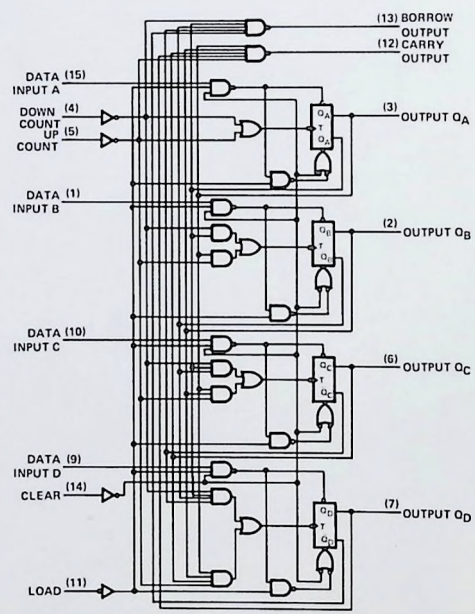 (13) BORROW
OUTPUT
(12) CARRY
OUTPUT
DATA (15)
INPUT A
DOWN (4)
COUNT
UP (5)
COUNT
QA
T
QA
(3) OUTPUT QA
DATA (1)
INPUT B
QB
T
QB
(2) OUTPUT QB
DATA (10)
INPUT C
QC
T
QC
(6) OUTPUT QC
DATA (9)
INPUT D
CLEAR (14)
QD
T
QD
(7) OUTPUT QD
LOAD (11)